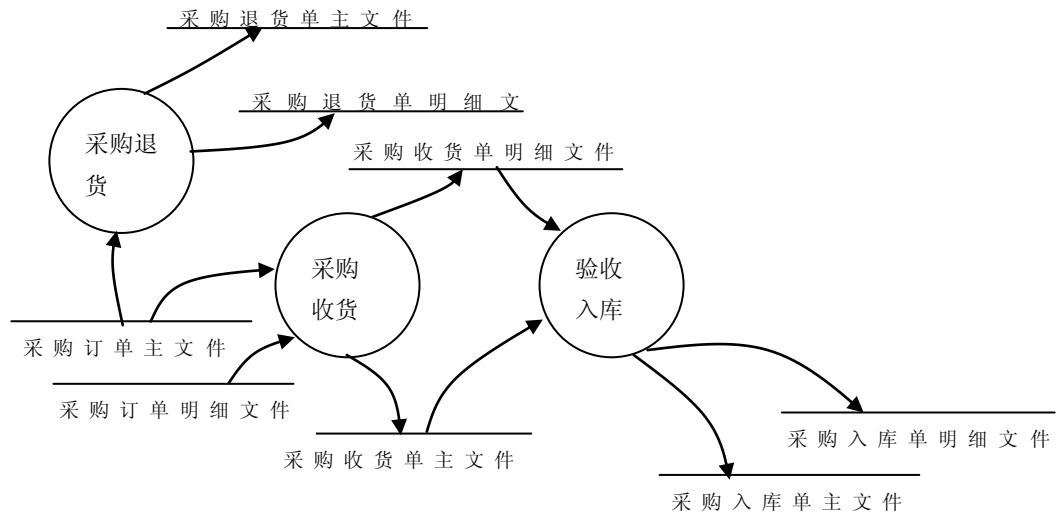 采购退货单主文件
采购退货单明细文
采购退
货
采购收货单明细文件
采购
收货
验收
入库
采购订单主文件
采购订单明细文件
采购收货单主文件
采购入库单明细文件
采购入库单主文件